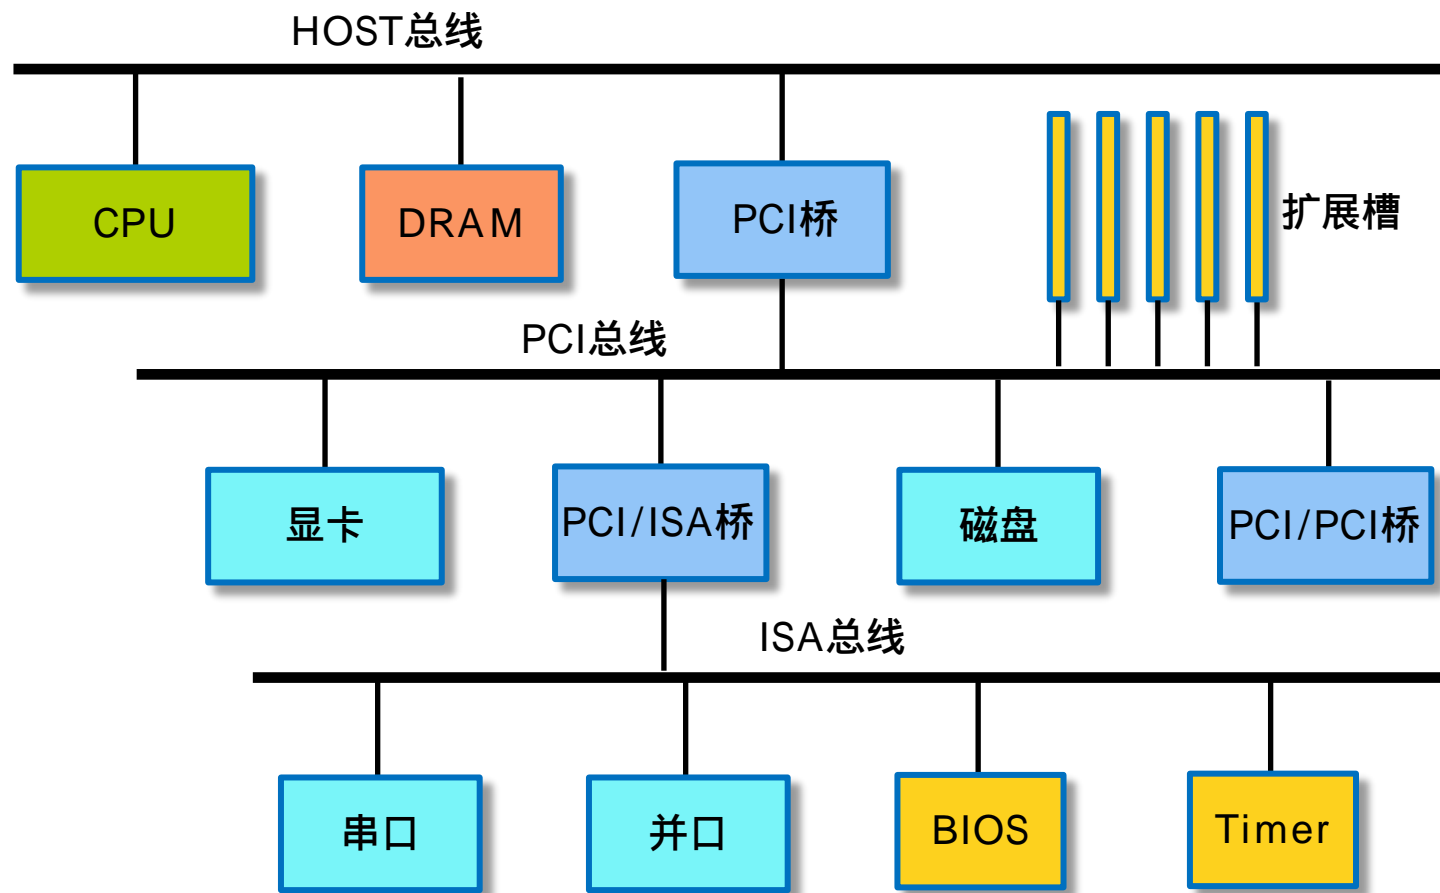 HOST总线
CPU
DRAM
PCI桥
扩展槽
PCI总线
显卡
PCI/ISA桥
磁盘
PCI/PCI桥
ISA总线
串口
并口
BIOS
Timer